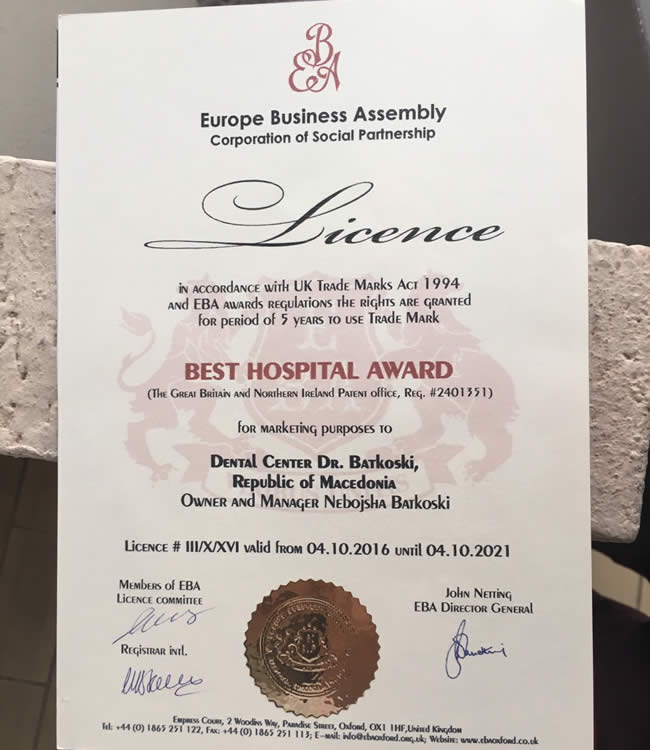 EBA
Europe Business Assembly
Corporation of Social Partnership
Licence
in accordance with UK Trade Marks Act 1994
and EBA awards regulations the rights are granted
for period of 5 years to use Trade Mark
BEST HOSPITAL AWARD
(The Great Britain and Northern Ireland Patent office, Reg. #2401351)
for marketing purposes to
Dental Center Dr. Batkoski,
Republic of Macedonia
Owner and Manager Nebojsha Batkoski
Licence # III/X/XVI valid from 04.10.2016 until 04.10.2021
Members of EBA
Licence committee
Registrar intl.
John Netting
EBA Director General
Empress Court, 2 Woodins Way, Paradise Street, Oxford, OX1 1HF, United Kingdom
Tel: +44 (0) 1865 251 122, Fax: +44 (0) 1865 251 113; E-mail: info@ebaoxford.org.uk; Website: www.ebaoxford.co.uk